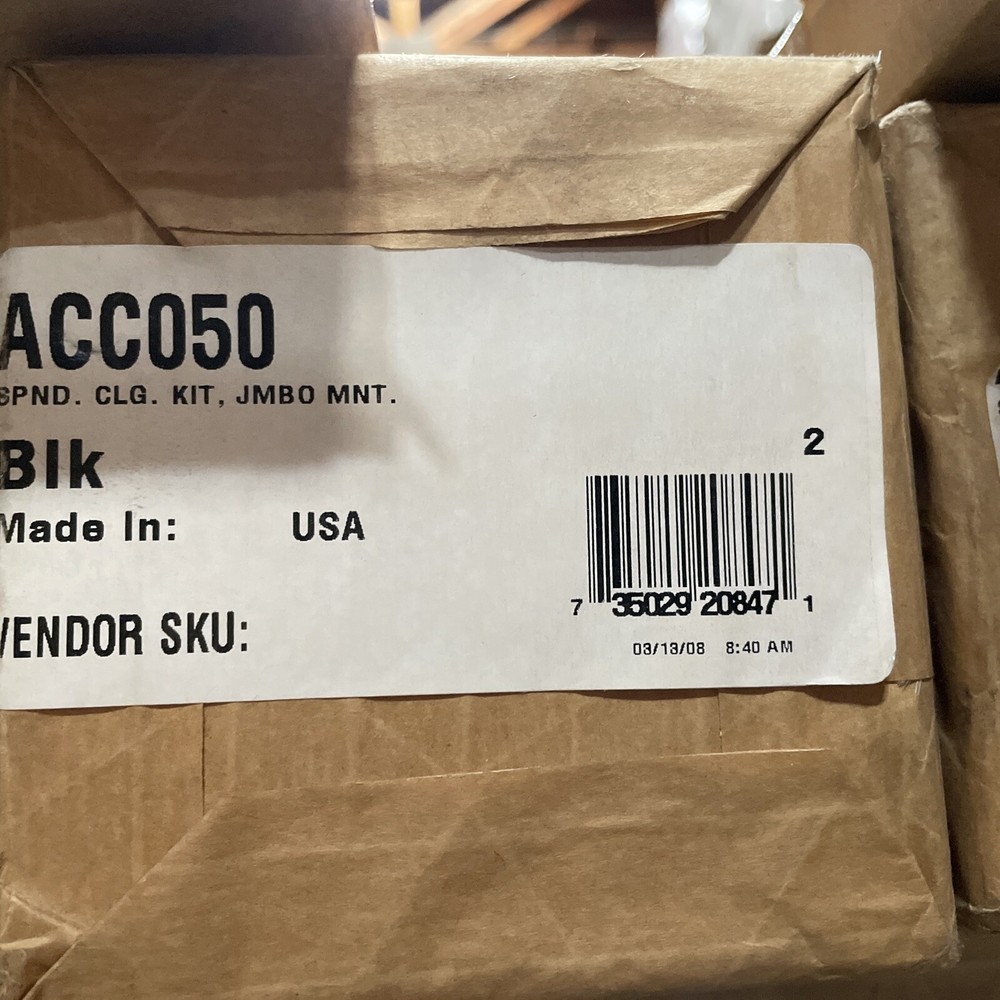 ACC050
SPND. CLG. KIT, JMBO MNT.
Blk
Made In: USA
VENDOR SKU:
2
7 35029 20847 1
03/13/08 8:40 AM